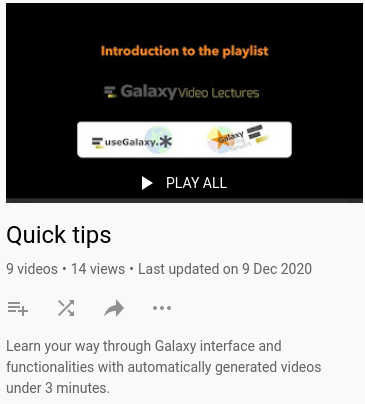 Introduction to the playlist
Galaxy Video Lectures
useGalaxy.*
Galaxy
PLAY ALL
Quick tips
9 videos • 14 views • Last updated on 9 Dec 2020
Learn your way through Galaxy interface and
functionalities with automatically generated videos
under 3 minutes.